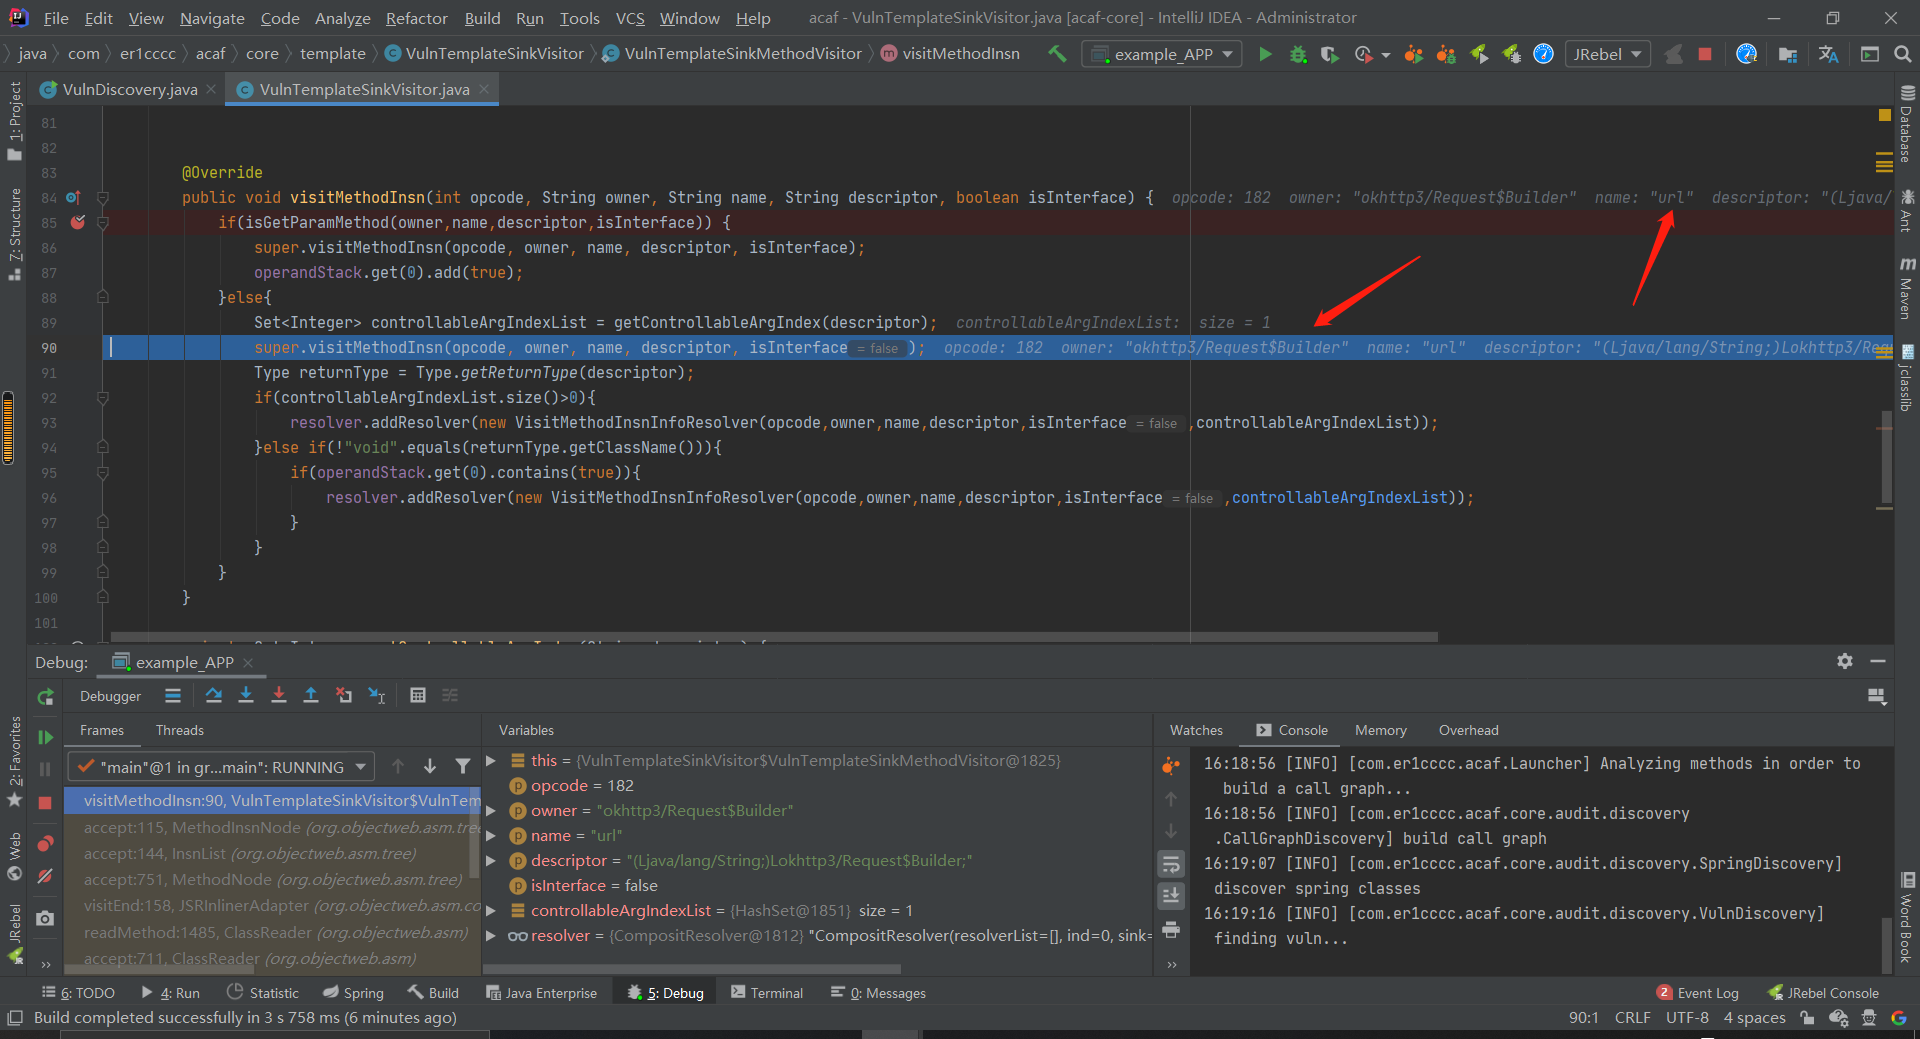 File Edit View Navigate Code Analyze Refactor Build Run Tools VCS Window Help acaf - VulnTemplateSinkVisitor.java [acaf-core] - IntelliJ IDEA - Administrator
java com er1cccc acaf core template VulnTemplateSinkVisitor VulnTemplateSinkMethodVisitor visitMethodInsn example_APP JRebel
VulnDiscovery.java VulnTemplateSinkVisitor.java
1: Project
7: Structure
2: Favorites
Web
JRebel
Database
Ant
Maven
jclasslib
Word Book
81
82
83 @Override
84 public void visitMethodInsn(int opcode, String owner, String name, String descriptor, boolean isInterface) { opcode: 182 owner: "okhttp3/Request$Builder" name: "url" descriptor: "(Ljava/
85 if(isGetParamMethod(owner,name,descriptor,isInterface)) {
86 super.visitMethodInsn(opcode, owner, name, descriptor, isInterface);
87 operandStack.get(0).add(true);
88 }else{
89 Set<Integer> controllableArgIndexList = getControllableArgIndex(descriptor); controllableArgIndexList: size = 1
90 super.visitMethodInsn(opcode, owner, name, descriptor, isInterface = false ); opcode: 182 owner: "okhttp3/Request$Builder" name: "url" descriptor: "(Ljava/lang/String;)Lokhttp3/Req
91 Type returnType = Type.getReturnType(descriptor);
92 if(controllableArgIndexList.size()>0){
93 resolver.addResolver(new VisitMethodInsnInfoResolver(opcode,owner,name,descriptor,isInterface = false ,controllableArgIndexList));
94 }else if(!"void".equals(returnType.getClassName())){
95 if(operandStack.get(0).contains(true)){
96 resolver.addResolver(new VisitMethodInsnInfoResolver(opcode,owner,name,descriptor,isInterface = false ,controllableArgIndexList));
97 }
98 }
99 }
100 }
101
Debug: example_APP
Debugger
Frames Threads
"main"@1 in gr...main": RUNNING
visitMethodInsn:90, VulnTemplateSinkVisitor$VulnTem
accept:115, MethodInsnNode (org.objectweb.asm.tree
accept:144, InsnList (org.objectweb.asm.tree)
accept:751, MethodNode (org.objectweb.asm.tree)
visitEnd:158, JSRInlinerAdapter (org.objectweb.asm.co
readMethod:1485, ClassReader (org.objectweb.asm)
accept:711, ClassReader (org.objectweb.asm)
Variables
this = {VulnTemplateSinkVisitor$VulnTemplateSinkMethodVisitor@1825}
opcode = 182
owner = "okhttp3/Request$Builder"
name = "url"
descriptor = "(Ljava/lang/String;)Lokhttp3/Request$Builder;"
isInterface = false
controllableArgIndexList = {HashSet@1851} size = 1
resolver = {CompositResolver@1812} "CompositResolver(resolverList=[], ind=0, sink=
Watches Console Memory Overhead
16:18:56 [INFO] [com.er1cccc.acaf.Launcher] Analyzing methods in order to
build a call graph...
16:18:56 [INFO] [com.er1cccc.acaf.core.audit.discovery
.CallGraphDiscovery] build call graph
16:19:07 [INFO] [com.er1cccc.acaf.core.audit.discovery.SpringDiscovery]
discover spring classes
16:19:16 [INFO] [com.er1cccc.acaf.core.audit.discovery.VulnDiscovery]
finding vuln...
6: TODO 4: Run Statistic Spring Build Java Enterprise 5: Debug Terminal 0: Messages 2 Event Log JRebel Console
Build completed successfully in 3 s 758 ms (6 minutes ago) 90:1 CRLF UTF-8 4 spaces